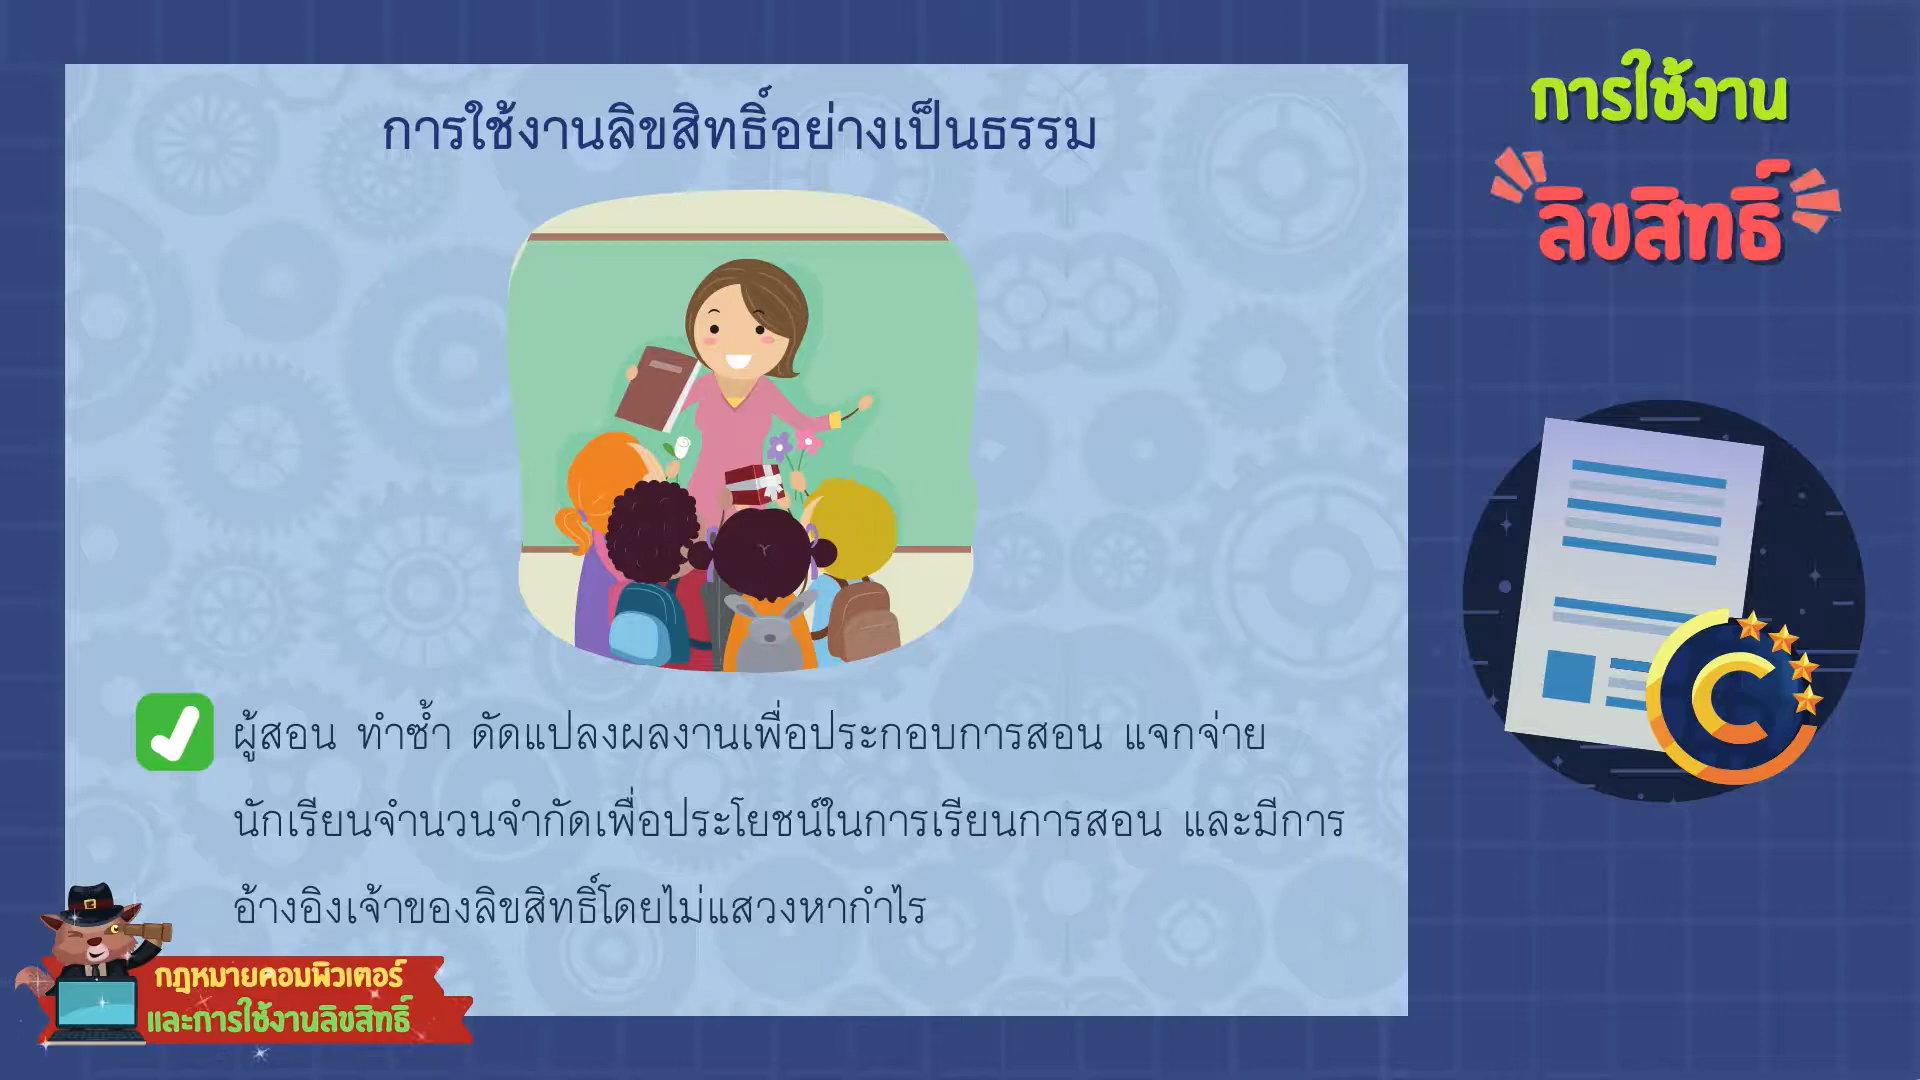 การใช้งานลิขสิทธิ์อย่างเป็นธรรม
ผู้สอน ทำซ้ำ ดัดแปลงผลงานเพื่อประกอบการสอน แจกจ่าย
นักเรียนจำนวนจำกัดเพื่อประโยชน์ในการเรียนการสอน และมีการ
อ้างอิงเจ้าของลิขสิทธิ์โดยไม่แสวงหากำไร
การใช้งาน
ลิขสิทธิ์
C
กฎหมายคอมพิวเตอร์
และการใช้งานลิขสิทธิ์